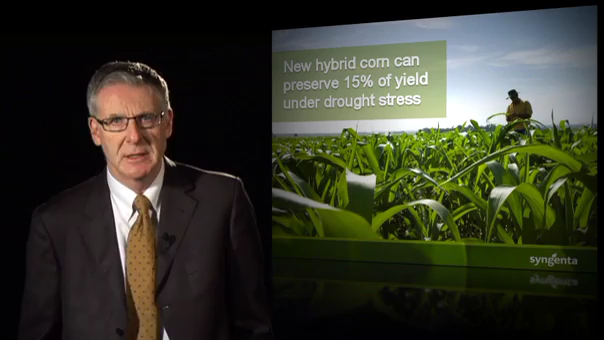 New hybrid corn can
preserve 15% of yield
under drought stress
syngenta